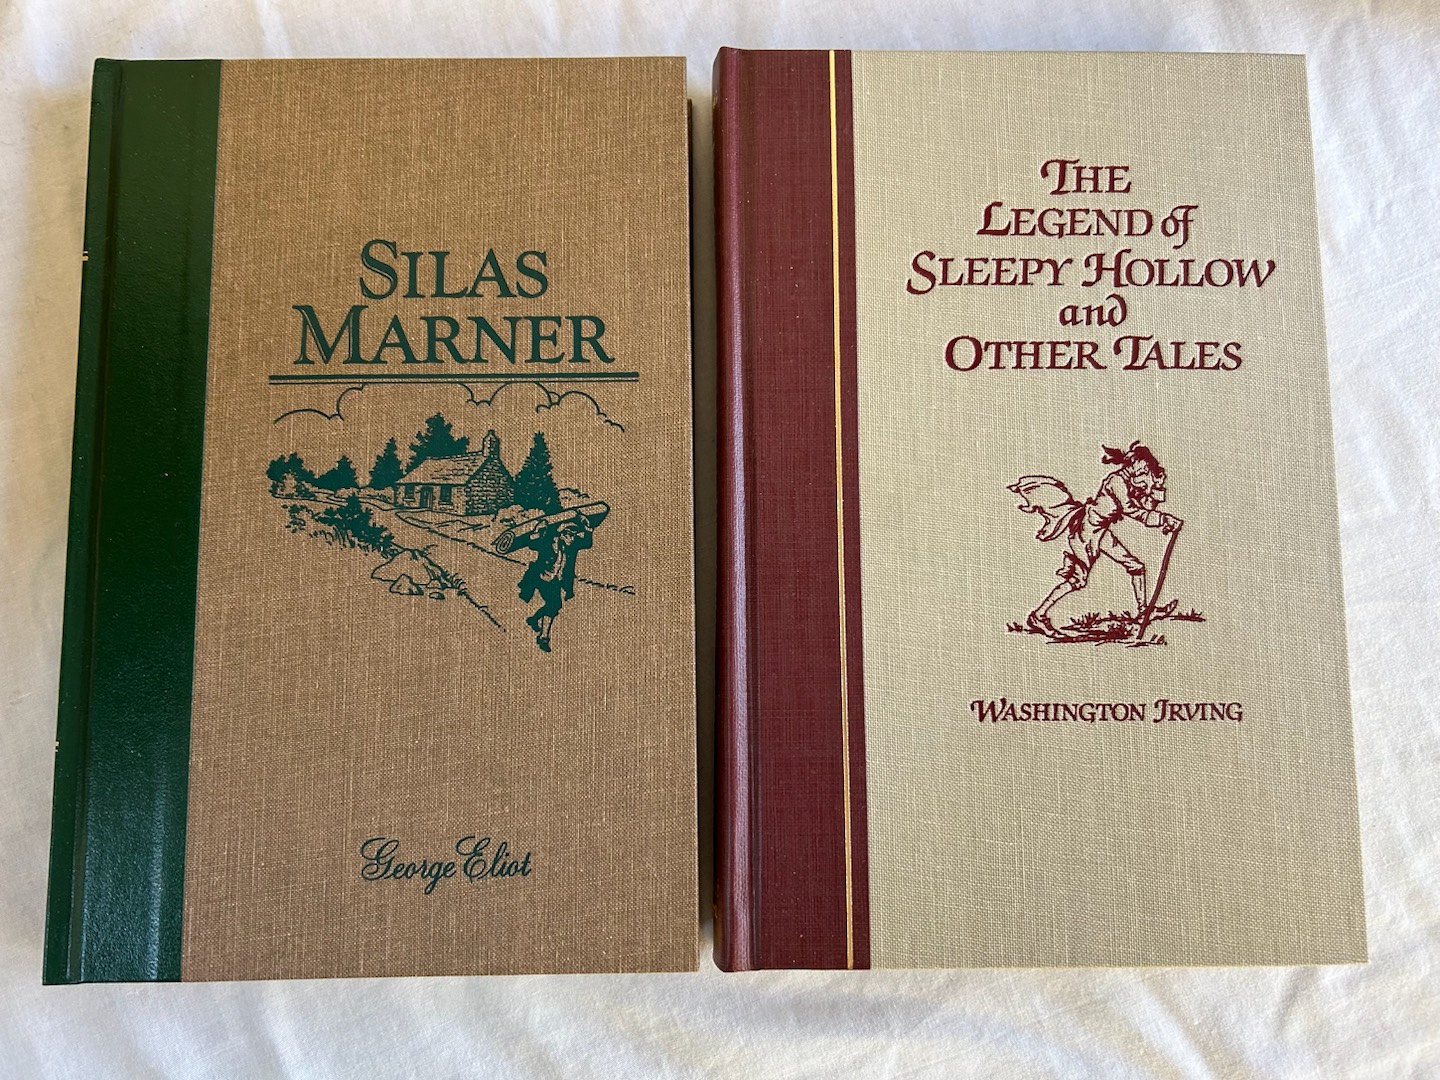 SILAS
MARNER
George Eliot
THE
LEGEND of
SLEEPY HOLLOW
and
OTHER TALES
WASHINGTON IRVING